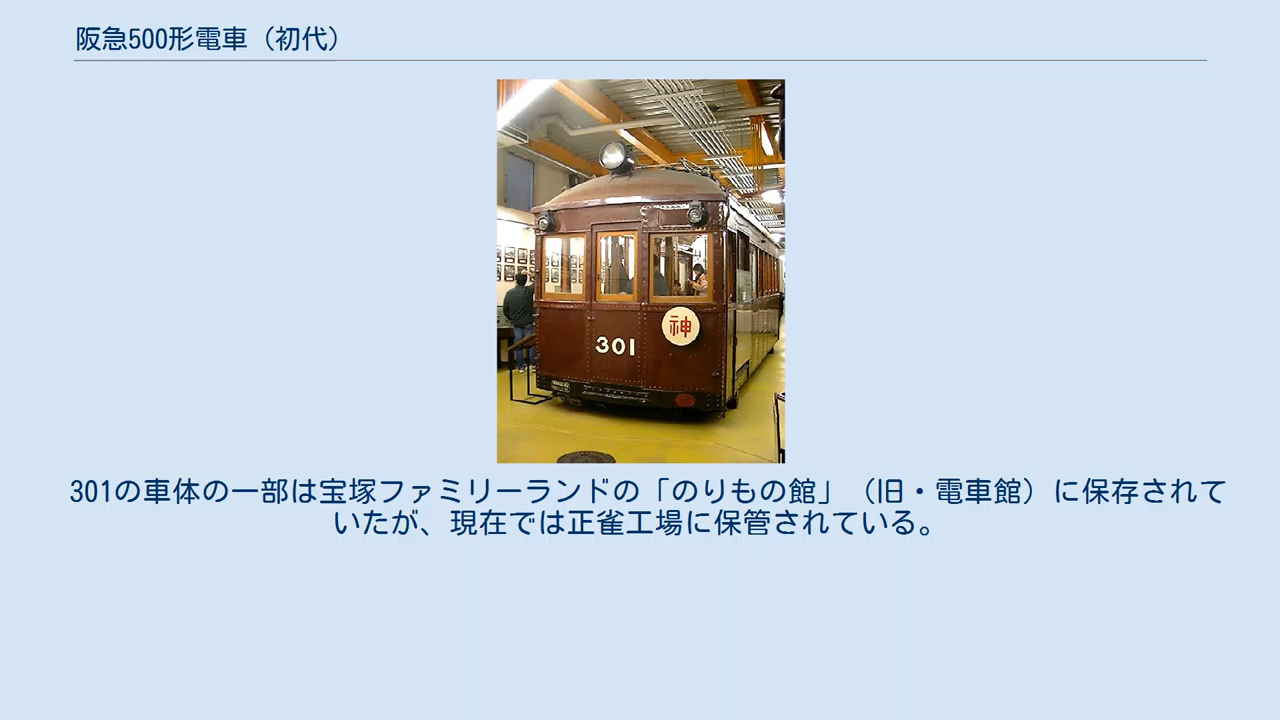 阪急500形電車（初代）
神
301
301の車体の一部は宝塚ファミリーランドの「のりもの館」（旧・電車館）に保存されて
いたが、現在では正雀工場に保管されている。